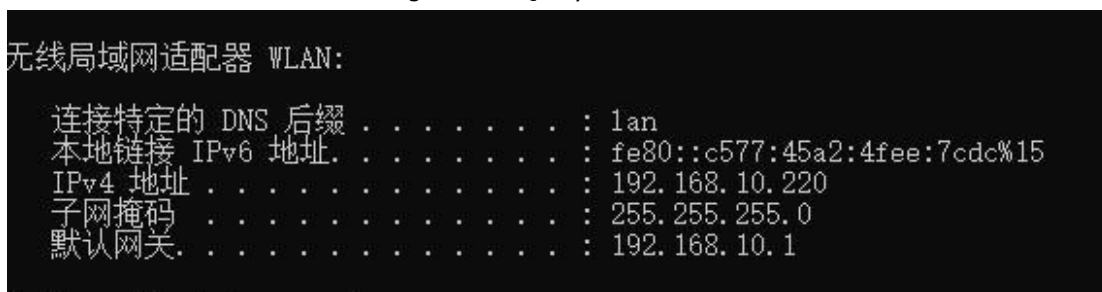 无线局域网适配器 WLAN:
连接特定的 DNS 后缀 . . . . . . . : lan
本地链接 IPv6 地址. . . . . . . . : fe80::c577:45a2:4fee:7cdc%15
IPv4 地址 . . . . . . . . . . . . : 192.168.10.220
子网掩码  . . . . . . . . . . . . : 255.255.255.0
默认网关. . . . . . . . . . . . . : 192.168.10.1